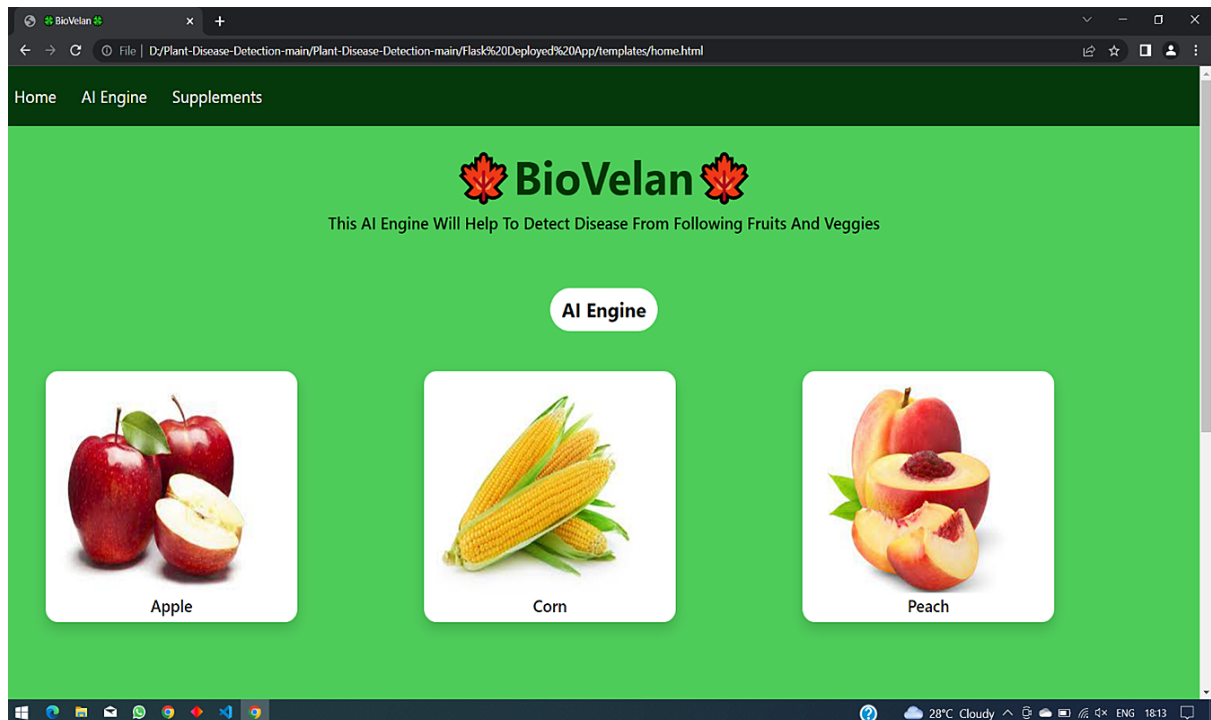 BioVelan
File | D:/Plant-Disease-Detection-main/Plant-Disease-Detection-main/Flask%20Deployed%20App/templates/home.html
Home AI Engine Supplements
BioVelan
This AI Engine Will Help To Detect Disease From Following Fruits And Veggies
AI Engine
Apple Corn Peach
28°C Cloudy ENG 18:13